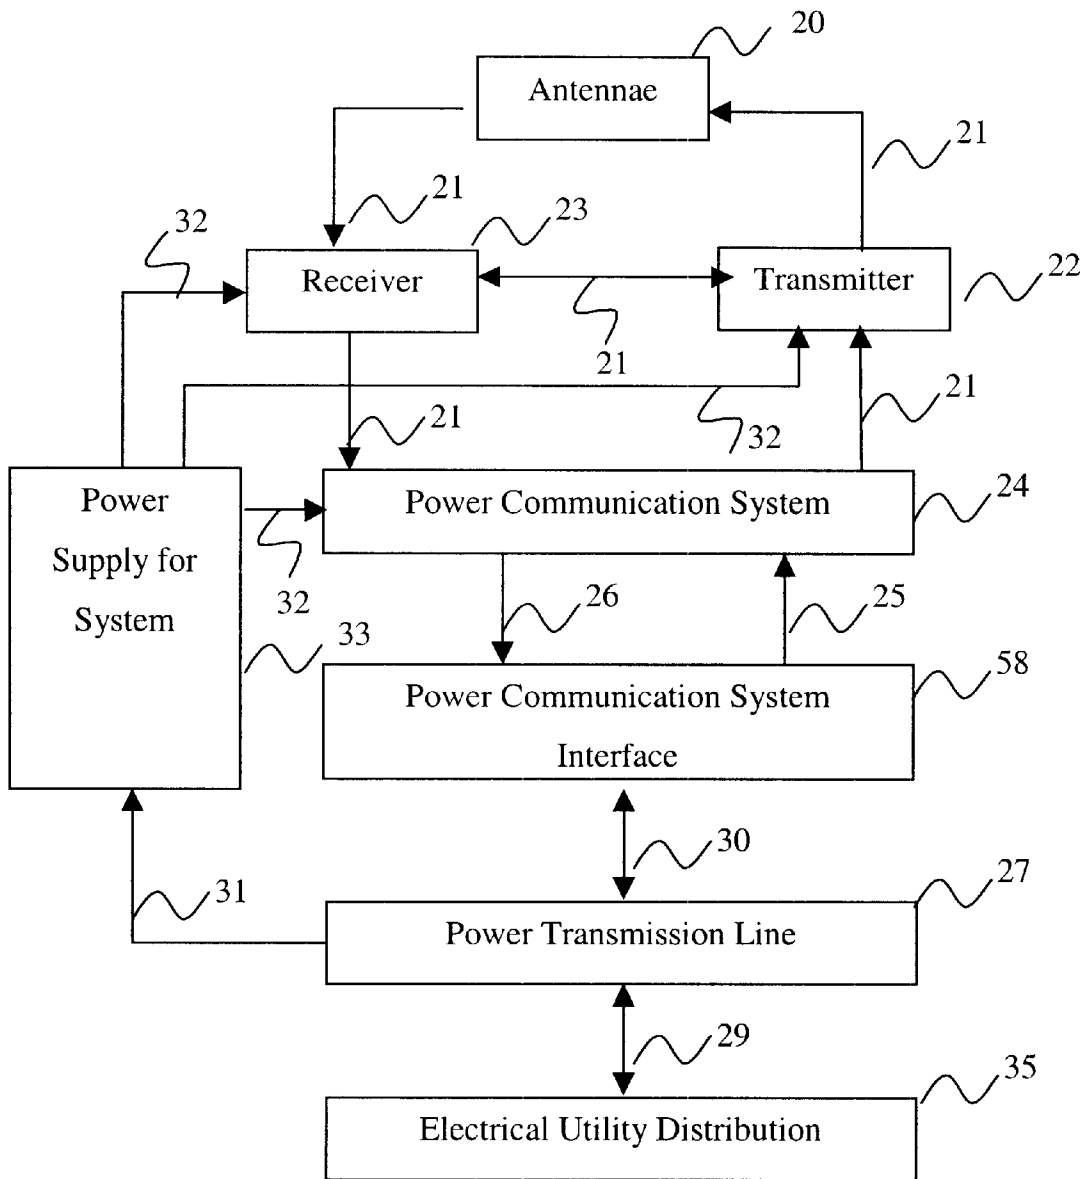 20
Antennae
21
21
32
23
Receiver
Transmitter
22
21
21
21
32
Power
Supply for
System
Power Communication System
24
32
26
25
33
58
Power Communication System
Interface
30
31
27
Power Transmission Line
29
35
Electrical Utility Distribution